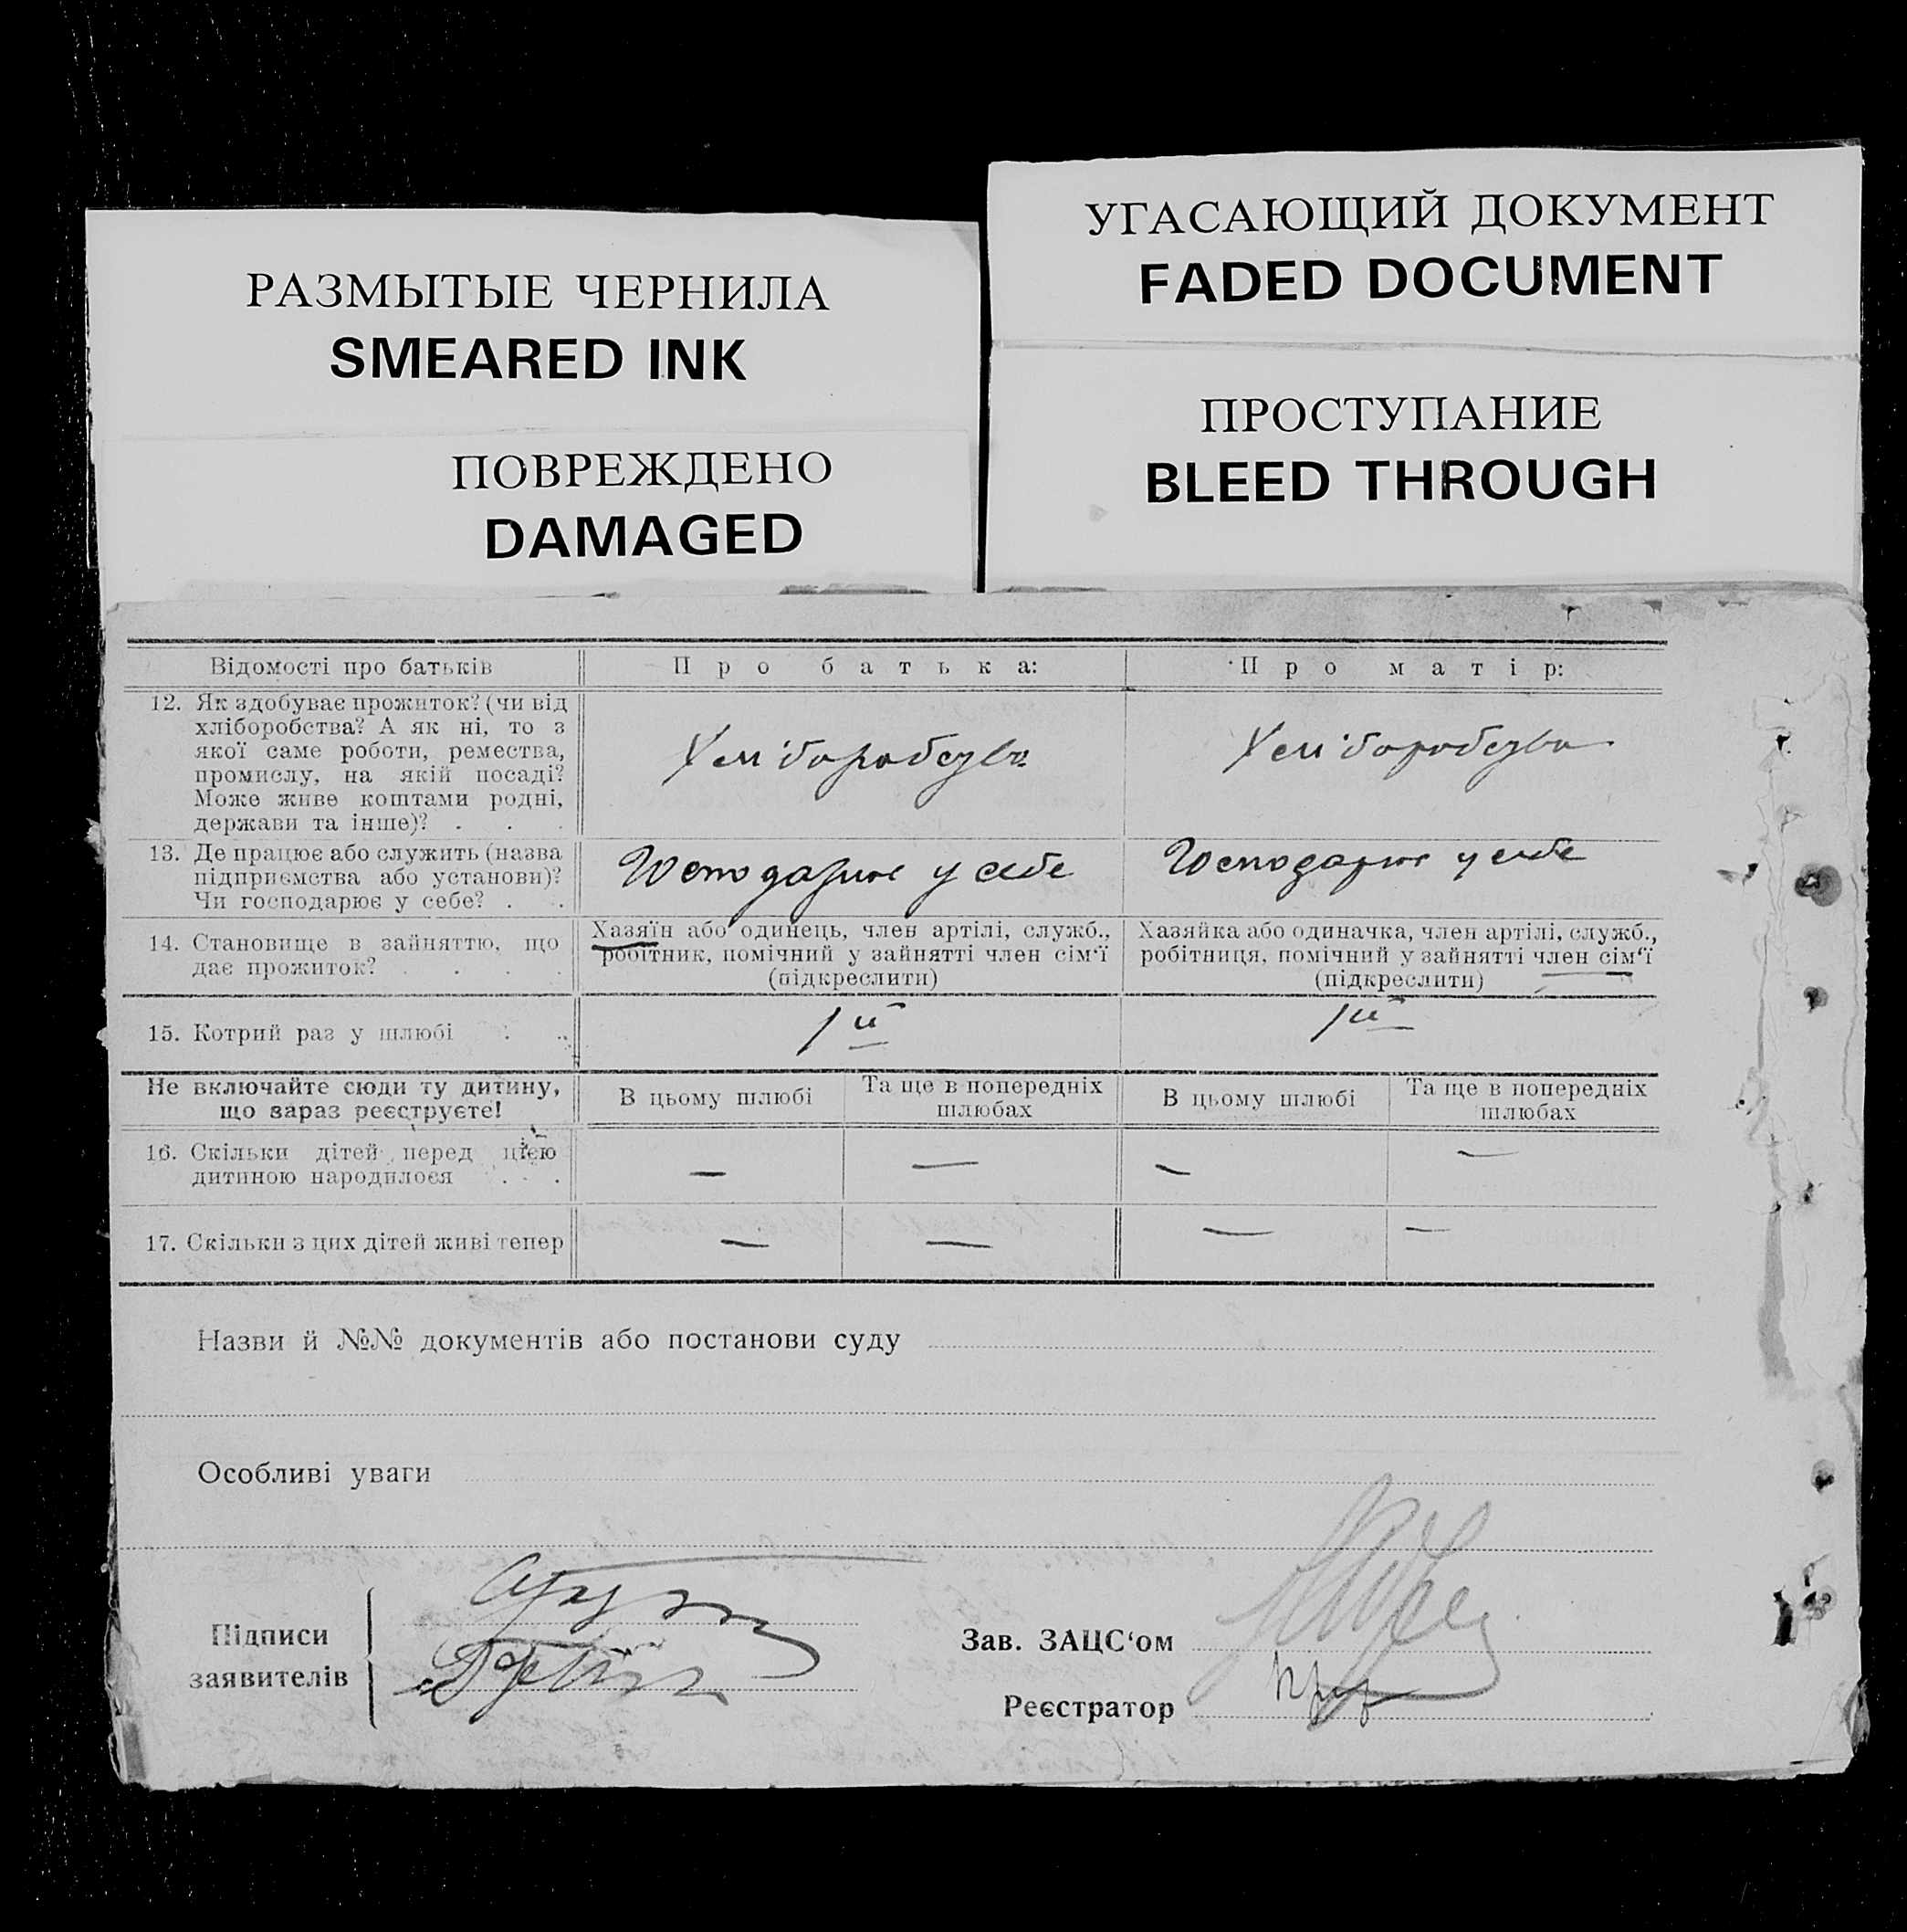 РАЗМЫТЫЕ ЧЕРНИЛА
SMEARED INK
ПОВРЕЖДЕНО
DAMAGED
УГАСАЮЩИЙ ДОКУМЕНТ
FADED DOCUMENT
ПРОСТУПАНИЕ
BLEED THROUGH
Відомості про батьків
Про батька:
Про матір:
12. Як здобуває прожиток? (чи від
хліборобства? А як ні, то з
якої саме роботи, ремества,
промислу, на якій посаді?
Може живе коштами родні,
держави та інше)? . . .
Хліборобство
Хліборобство
13. Де працює або служить (назва
підприємства або установи)?
Чи господарює у себе? . .
Господарює у себе
Господарює у себе
14. Становище в зайняттю, що
дає прожиток? . . . .
Хазяїн або одинець, член артілі, служб.,
робітник, помічний у зайнятті член сім'ї
(підкреслити)
Хазяйка або одиначка, член артілі, служб.,
робітниця, помічний у зайнятті член сім'ї
(підкреслити)
15. Котрий раз у шлюбі . ..
1й
1й
Не включайте сюди ту дитину,
що зараз реєструєте!
В цьому шлюбі
Та ще в попередніх
шлюбах
В цьому шлюбі
Та ще в попередніх
шлюбах
16. Скільки дітей перед цією
дитиною народилося . . .
— — — —
17. Скільки з цих дітей живі тепер
— — — —
Назви й №№ документів або постанови суду
Особливі уваги
Підписи
заявителів
Зав. ЗАЦС'ом
Реєстратор